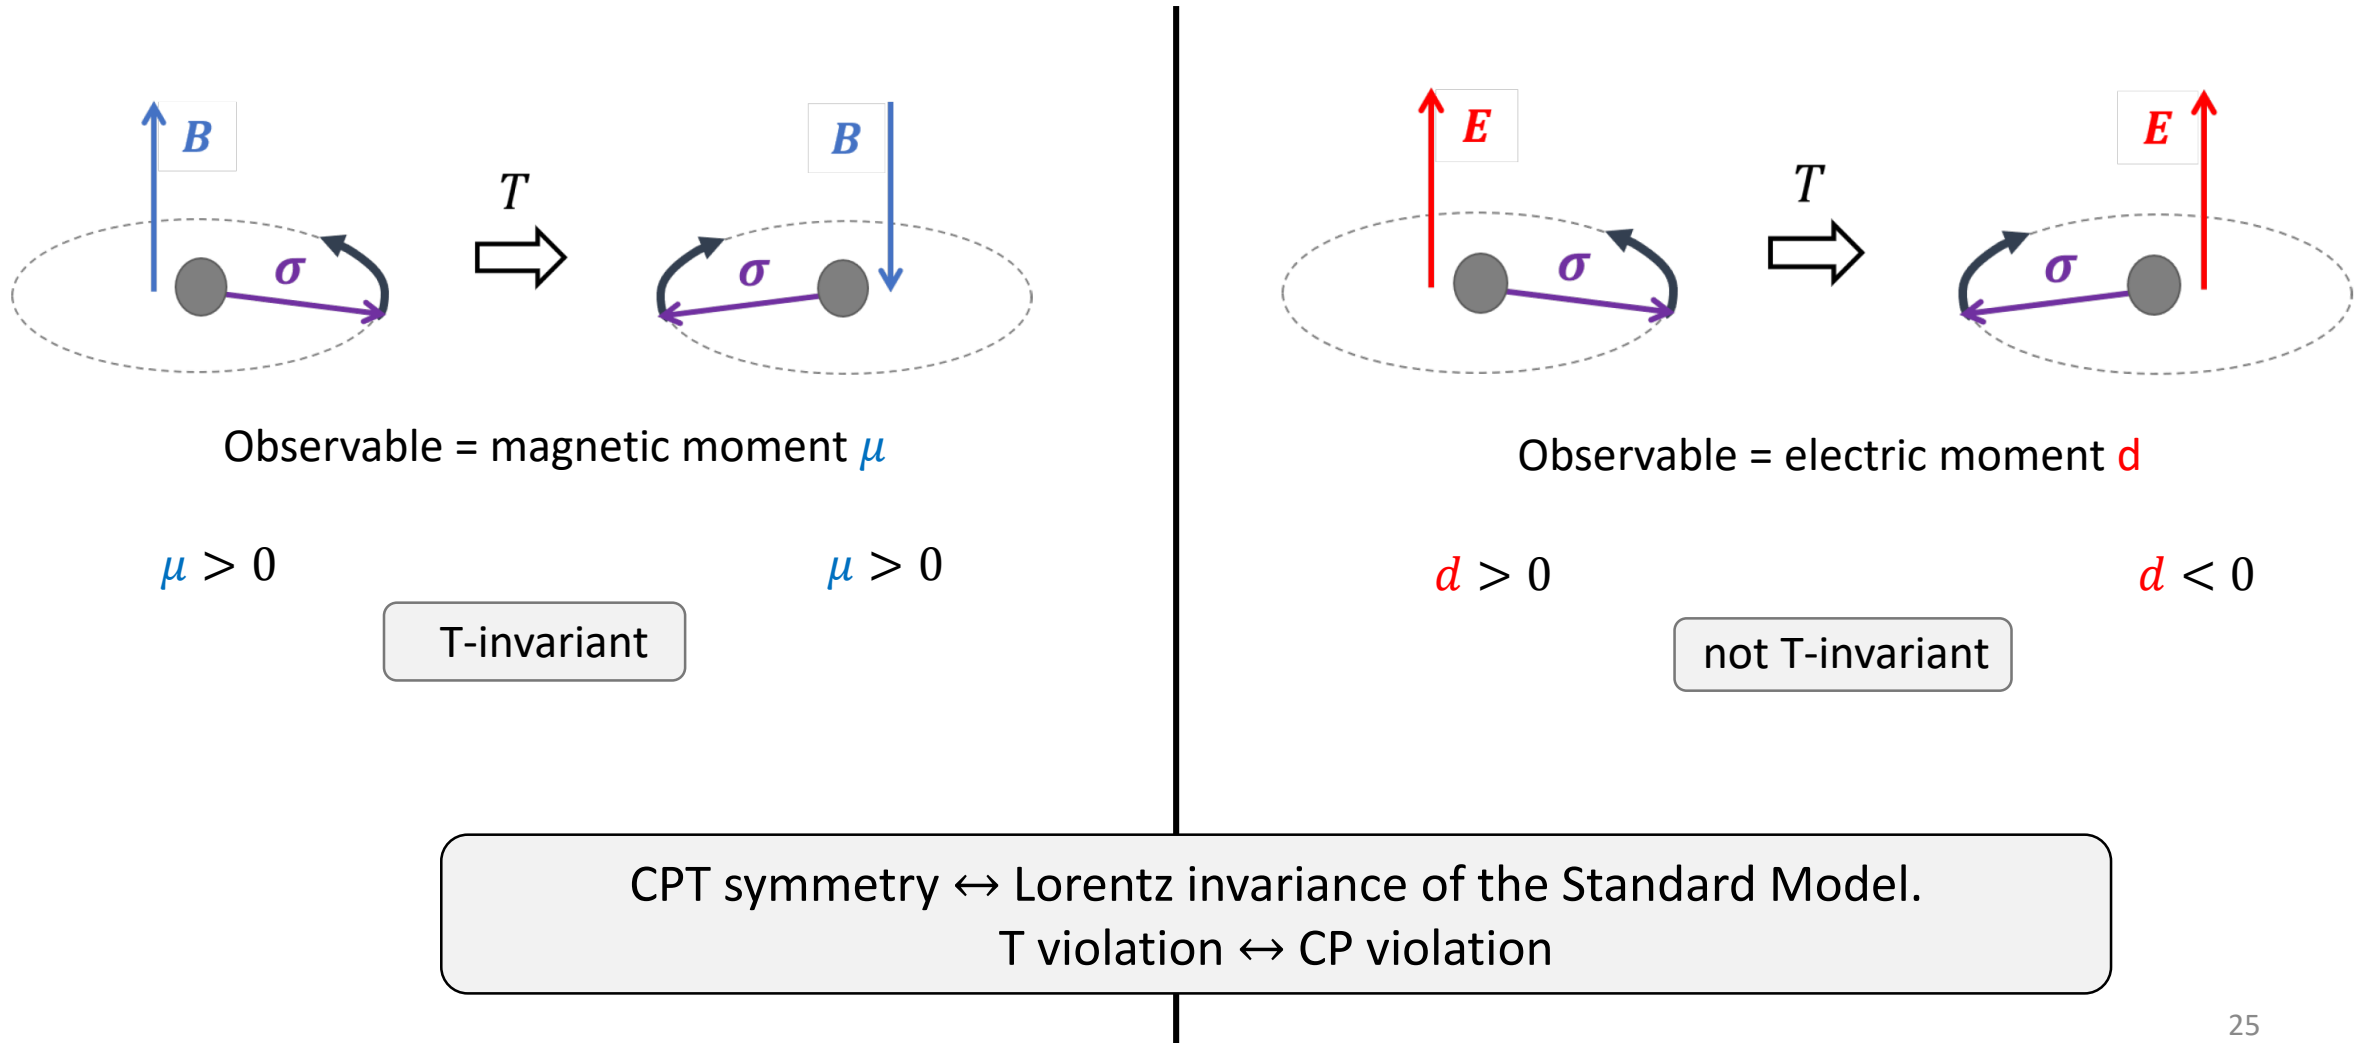 B
T
B
σ
σ
Observable = magnetic moment μ
μ > 0
μ > 0
T-invariant
E
T
E
σ
σ
Observable = electric moment d
d > 0
d < 0
not T-invariant
CPT symmetry ↔ Lorentz invariance of the Standard Model.
T violation ↔ CP violation
25